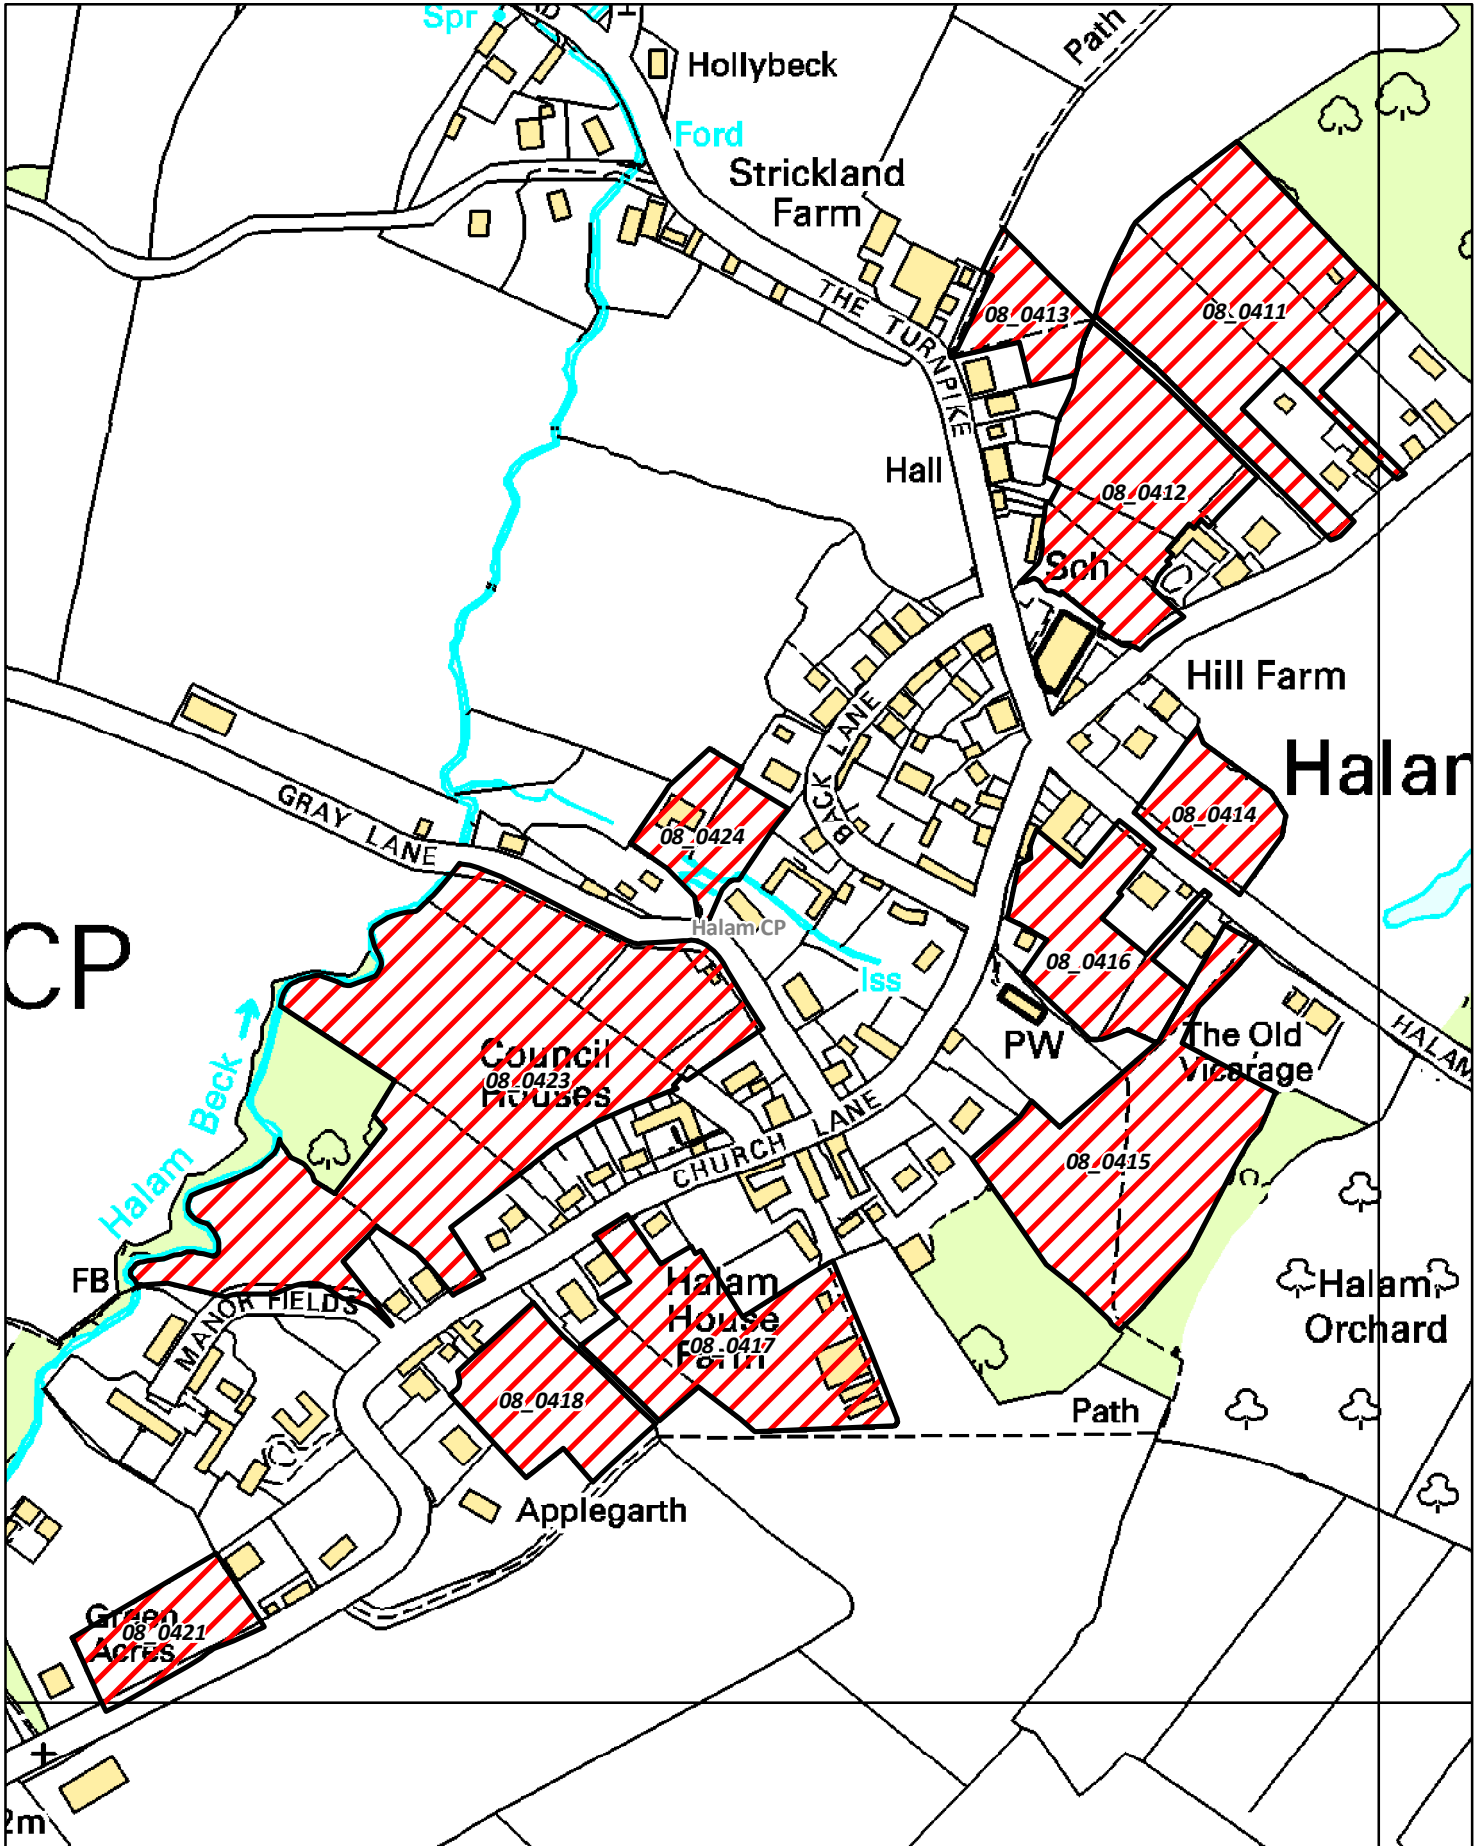 Spr
Hollybeck
Path
Ford
Strickland
Farm
THE TURNPIKE
08_0413
08_0411
Hall
08_0412
Sch
Hill Farm
Halam
BACK LANE
GRAY LANE
08_0424
08_0414
Halam CP
CP
Iss
08_0416
PW
The Old
Vicarage
HALAM
Council
Houses
08_0423
Halam Beck
CHURCH LANE
08_0415
FB
MANOR FIELDS
Halam
House
Farm
08_0417
Halam
Orchard
08_0418
Path
Applegarth
Green
Acres
08_0421
2m